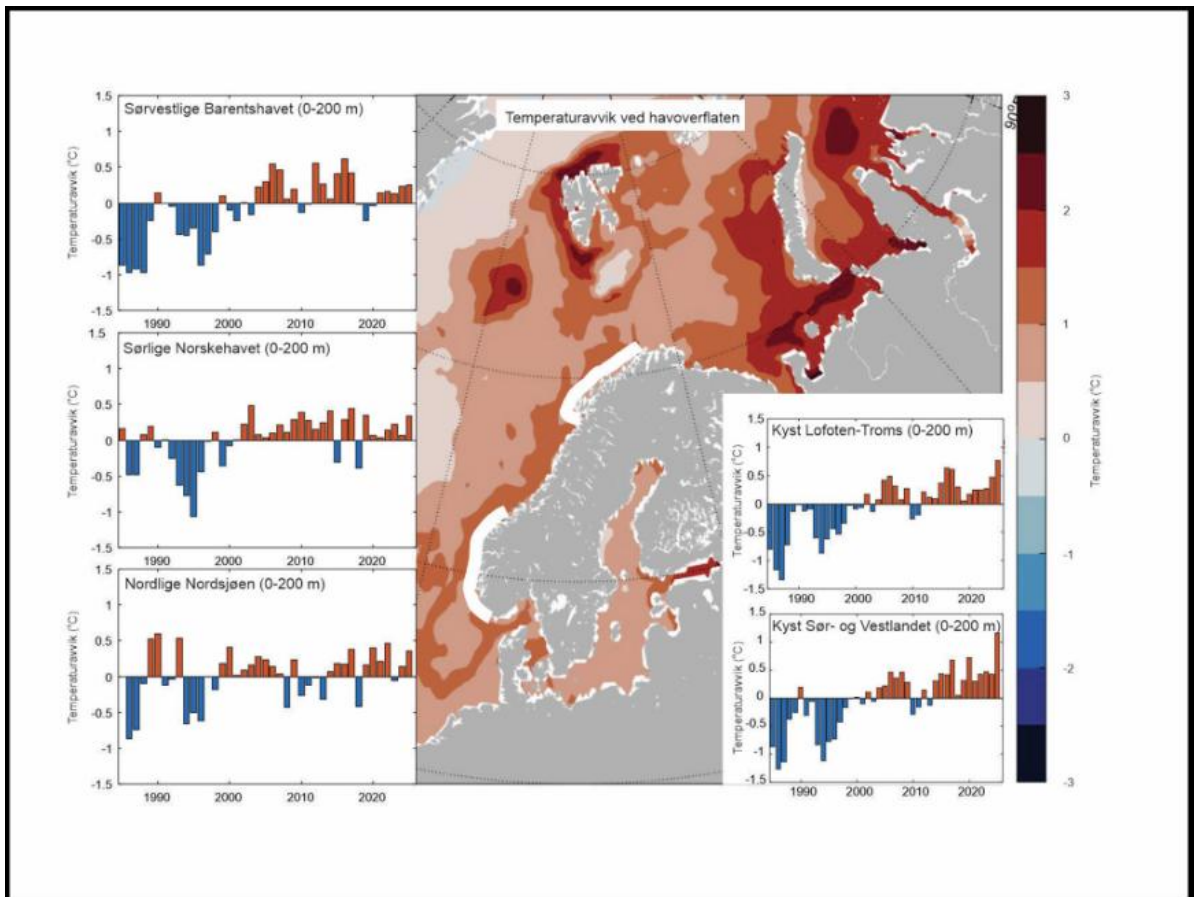 Sørvestlige Barentshavet (0-200 m)
Temperaturavvik (°C)
1.5
1
0.5
0
-0.5
-1
-1.5
1990 2000 2010 2020
Sørlige Norskehavet (0-200 m)
Temperaturavvik (°C)
1.5
1
0.5
0
-0.5
-1
-1.5
1990 2000 2010 2020
Nordlige Nordsjøen (0-200 m)
Temperaturavvik (°C)
1.5
1
0.5
0
-0.5
-1
-1.5
1990 2000 2010 2020
Temperaturavvik ved havoverflaten
Kyst Lofoten-Troms (0-200 m)
Temperaturavvik (°C)
1.5
1
0.5
0
-0.5
-1
-1.5
1990 2000 2010 2020
Kyst Sør- og Vestlandet (0-200 m)
Temperaturavvik (°C)
1.5
1
0.5
0
-0.5
-1
-1.5
1990 2000 2010 2020
3
2
1
0
-1
-2
-3
Temperaturavvik (°C)